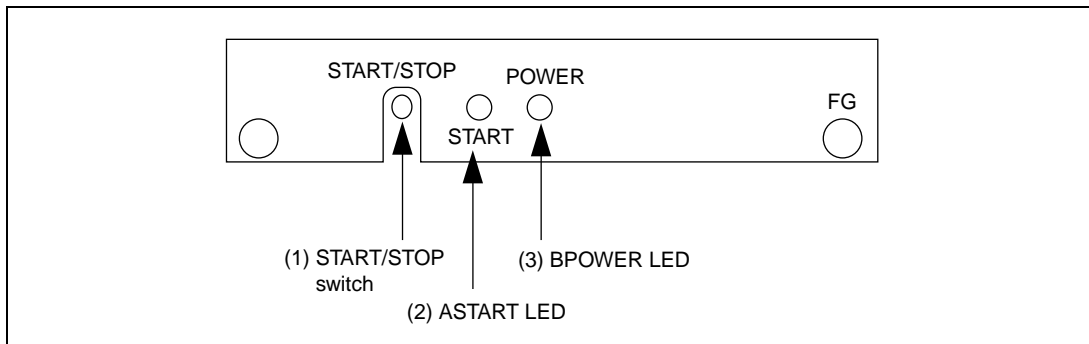 START/STOP
POWER
FG
START
(1) START/STOP
switch
(3) BPOWER LED
(2) ASTART LED